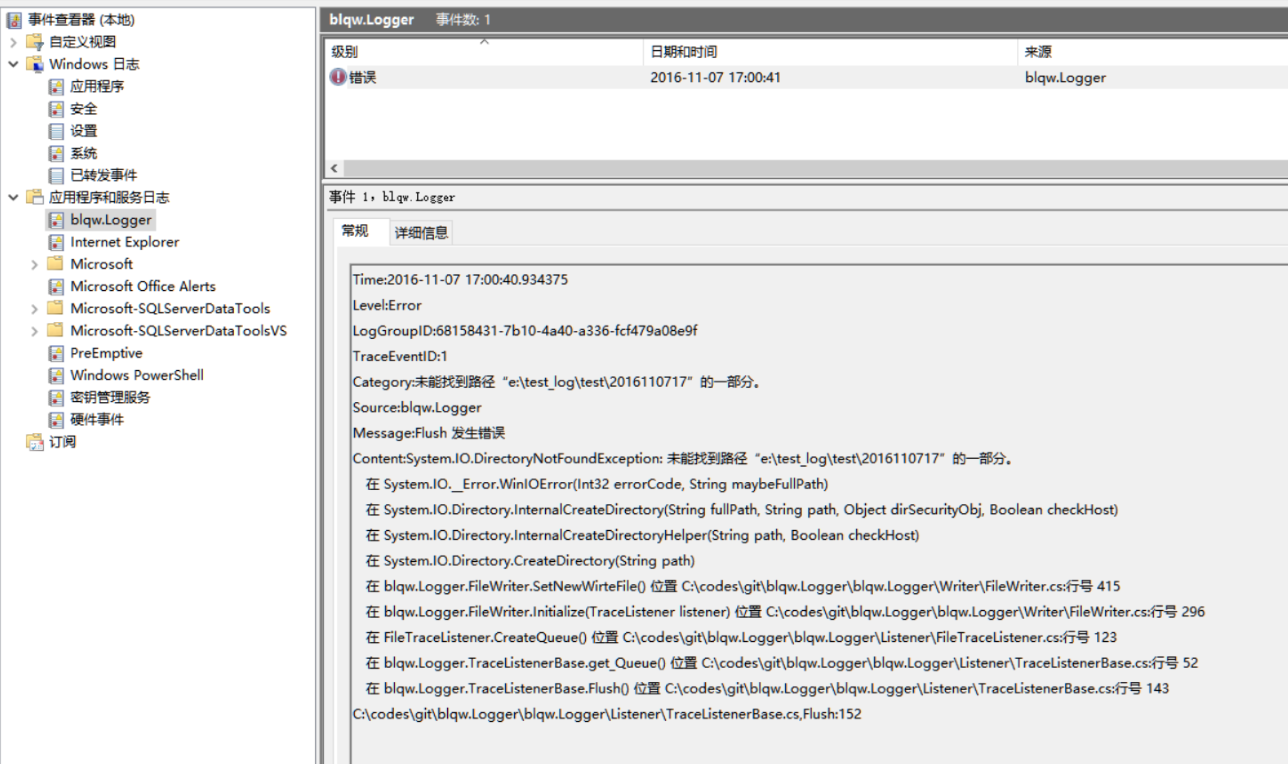 事件查看器 (本地)
自定义视图
Windows 日志
应用程序
安全
设置
系统
已转发事件
应用程序和服务日志
blqw.Logger
Internet Explorer
Microsoft
Microsoft Office Alerts
Microsoft-SQLServerDataTools
Microsoft-SQLServerDataToolsVS
PreEmptive
Windows PowerShell
密钥管理服务
硬件事件
订阅
blqw.Logger 事件数: 1
级别 日期和时间 来源
错误 2016-11-07 17:00:41 blqw.Logger
事件 1，blqw.Logger
常规 详细信息
Time:2016-11-07 17:00:40.934375
Level:Error
LogGroupID:68158431-7b10-4a40-a336-fcf479a08e9f
TraceEventID:1
Category:未能找到路径“e:\test_log\test\2016110717”的一部分。
Source:blqw.Logger
Message:Flush 发生错误
Content:System.IO.DirectoryNotFoundException: 未能找到路径“e:\test_log\test\2016110717”的一部分。
在 System.IO.__Error.WinIOError(Int32 errorCode, String maybeFullPath)
在 System.IO.Directory.InternalCreateDirectory(String fullPath, String path, Object dirSecurityObj, Boolean checkHost)
在 System.IO.Directory.InternalCreateDirectoryHelper(String path, Boolean checkHost)
在 System.IO.Directory.CreateDirectory(String path)
在 blqw.Logger.FileWriter.SetNewWirteFile() 位置 C:\codes\git\blqw.Logger\blqw.Logger\Writer\FileWriter.cs:行号 415
在 blqw.Logger.FileWriter.Initialize(TraceListener listener) 位置 C:\codes\git\blqw.Logger\blqw.Logger\Writer\FileWriter.cs:行号 296
在 FileTraceListener.CreateQueue() 位置 C:\codes\git\blqw.Logger\blqw.Logger\Listener\FileTraceListener.cs:行号 123
在 blqw.Logger.TraceListenerBase.get_Queue() 位置 C:\codes\git\blqw.Logger\blqw.Logger\Listener\TraceListenerBase.cs:行号 52
在 blqw.Logger.TraceListenerBase.Flush() 位置 C:\codes\git\blqw.Logger\blqw.Logger\Listener\TraceListenerBase.cs:行号 143
C:\codes\git\blqw.Logger\blqw.Logger\Listener\TraceListenerBase.cs,Flush:152